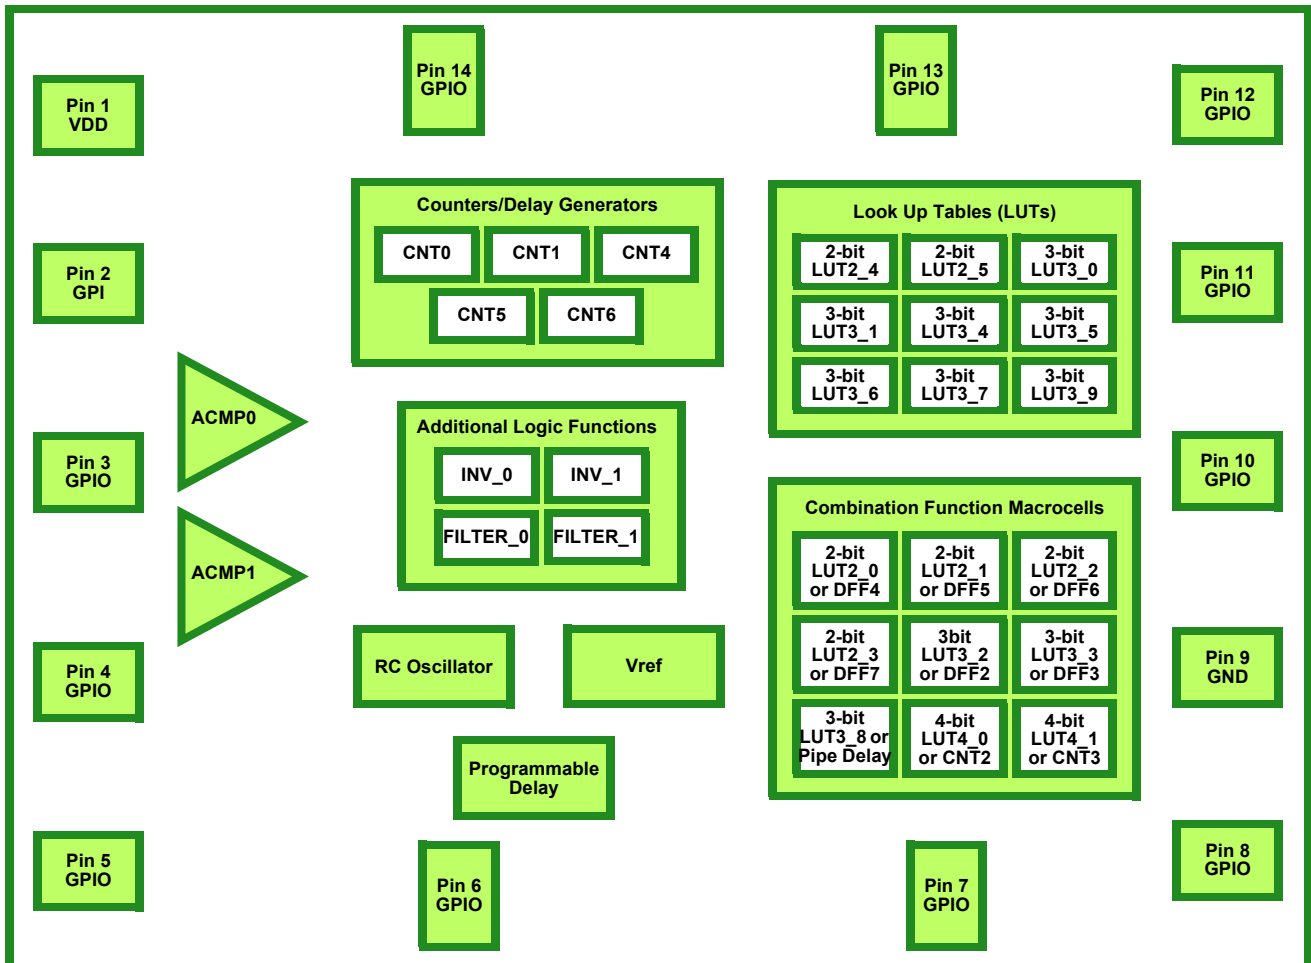 Pin 14
GPIO
Pin 13
GPIO
Pin 1
VDD
Pin 12
GPIO
Counters/Delay Generators
CNT0
CNT1
CNT4
CNT5
CNT6
Look Up Tables (LUTs)
2-bit
LUT2_4
2-bit
LUT2_5
3-bit
LUT3_0
3-bit
LUT3_1
3-bit
LUT3_4
3-bit
LUT3_5
3-bit
LUT3_6
3-bit
LUT3_7
3-bit
LUT3_9
Pin 2
GPI
Pin 11
GPIO
ACMP0
Additional Logic Functions
INV_0
INV_1
FILTER_0
FILTER_1
Pin 3
GPIO
Pin 10
GPIO
ACMP1
Combination Function Macrocells
2-bit
LUT2_0
or DFF4
2-bit
LUT2_1
or DFF5
2-bit
LUT2_2
or DFF6
2-bit
LUT2_3
or DFF7
3bit
LUT3_2
or DFF2
3-bit
LUT3_3
or DFF3
3-bit
LUT3_8 or
Pipe Delay
4-bit
LUT4_0
or CNT2
4-bit
LUT4_1
or CNT3
RC Oscillator
Vref
Pin 4
GPIO
Pin 9
GND
Programmable
Delay
Pin 5
GPIO
Pin 6
GPIO
Pin 7
GPIO
Pin 8
GPIO